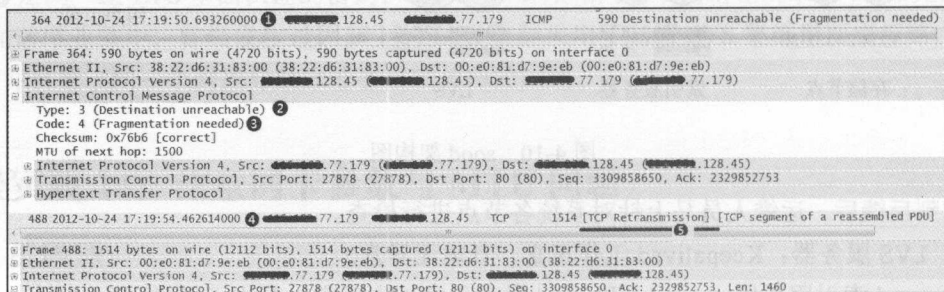 364 2012-10-24 17:19:50.693260000 ❶ .128.45 .77.179 ICMP 590 Destination unreachable (Fragmentation needed)
Frame 364: 590 bytes on wire (4720 bits), 590 bytes captured (4720 bits) on interface 0
Ethernet II, Src: 38:22:d6:31:83:00 (38:22:d6:31:83:00), Dst: 00:e0:81:d7:9e:eb (00:e0:81:d7:9e:eb)
Internet Protocol Version 4, Src: .128.45 ( .128.45), Dst: .77.179 ( .77.179)
Internet Control Message Protocol
Type: 3 (Destination unreachable) ❷
Code: 4 (Fragmentation needed) ❸
Checksum: 0x76b6 [correct]
MTU of next hop: 1500
Internet Protocol Version 4, Src: .77.179 ( .77.179), Dst: .128.45 ( .128.45)
Transmission Control Protocol, Src Port: 27878 (27878), Dst Port: 80 (80), Seq: 3309858650, Ack: 2329852753
Hypertext Transfer Protocol
488 2012-10-24 17:19:54.462614000 ❹ .77.179 .128.45 TCP 1514 [TCP Retransmission] [TCP segment of a reassembled PDU]
❺
Frame 488: 1514 bytes on wire (12112 bits), 1514 bytes captured (12112 bits) on interface 0
Ethernet II, Src: 00:e0:81:d7:9e:eb (00:e0:81:d7:9e:eb), Dst: 38:22:d6:31:83:00 (38:22:d6:31:83:00)
Internet Protocol Version 4, Src: .77.179 ( .77.179), Dst: .128.45 ( .128.45)
Transmission Control Protocol, Src Port: 27878 (27878), Dst Port: 80 (80), Seq: 3309858650, Ack: 2329852753, Len: 1460